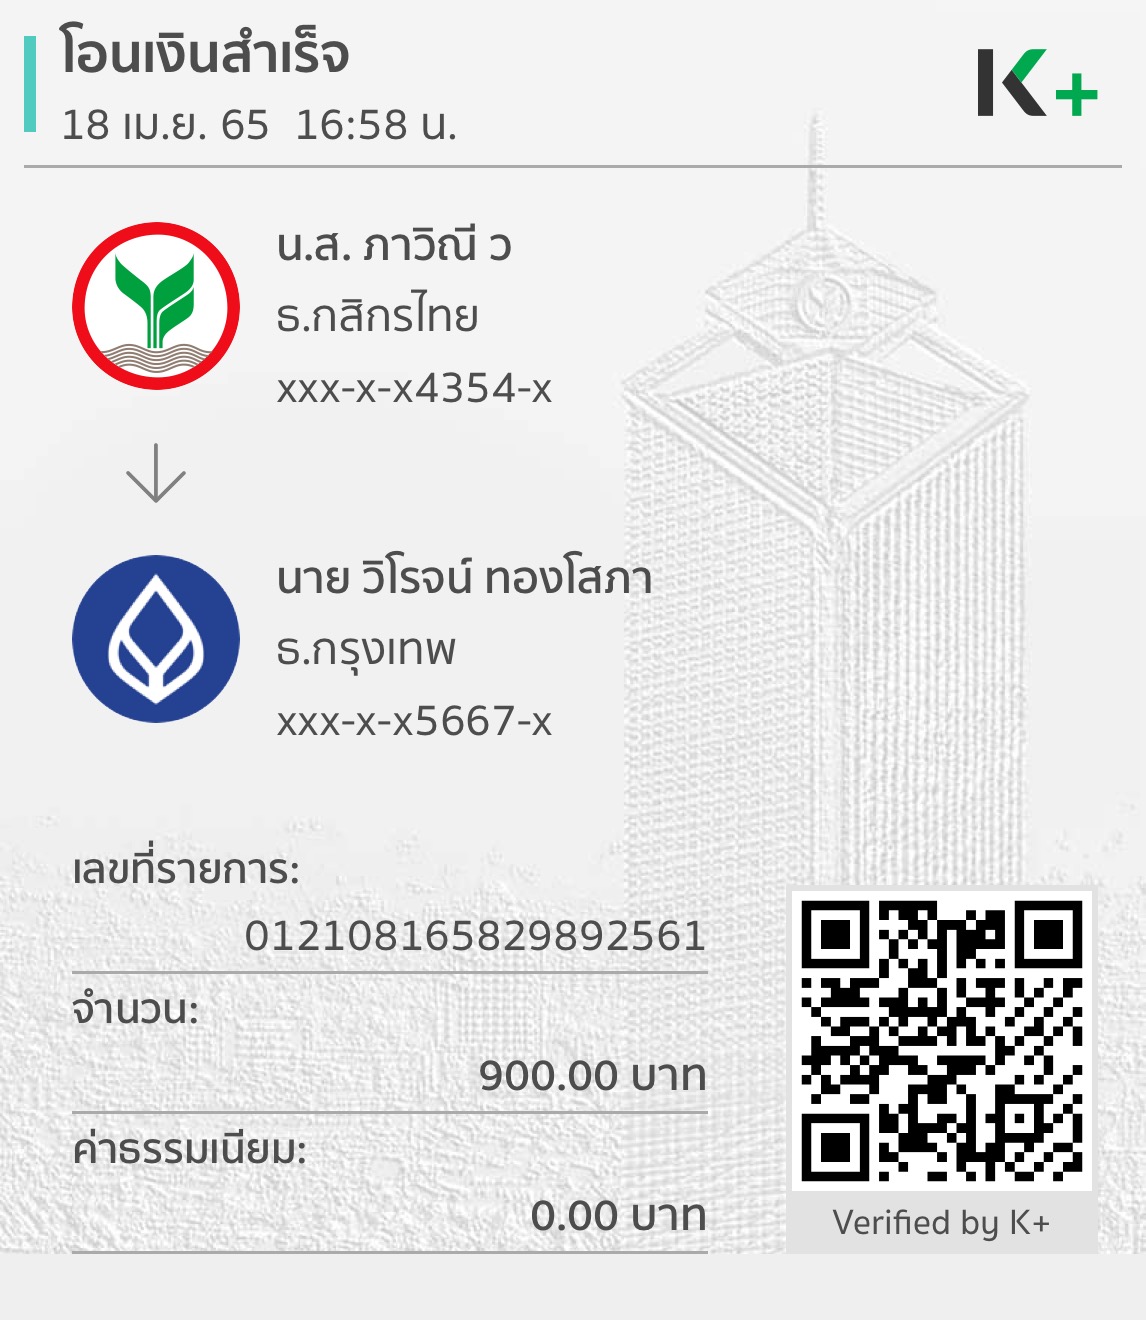 โอนเงินสำเร็จ
18 เม.ย. 65  16:58 น.
K+
น.ส. ภาวิณี ว
ธ.กสิกรไทย
xxx-x-x4354-x
นาย วิโรจน์ ทองโสภา
ธ.กรุงเทพ
xxx-x-x5667-x
เลขที่รายการ:
012108165829892561
จำนวน:
900.00 บาท
ค่าธรรมเนียม:
0.00 บาท
Verified by K+